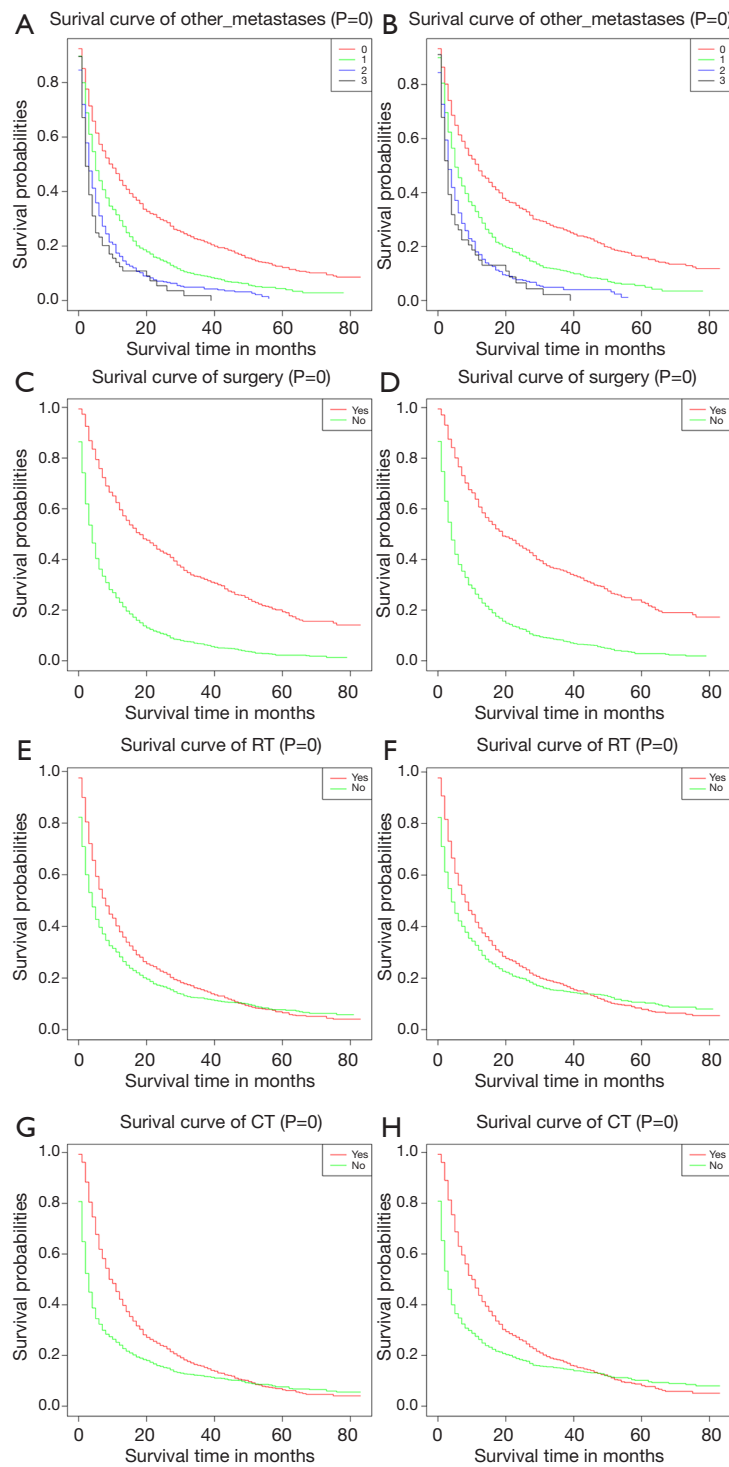 A
Surival curve of other_metastases (P=0)
0
1
2
3
Survival probabilities
0.8
0.6
0.4
0.2
0.0
0 20 40 60 80
Survival time in months
B
Surival curve of other_metastases (P=0)
0
1
2
3
Survival probabilities
0.8
0.6
0.4
0.2
0.0
0 20 40 60 80
Survival time in months
C
Surival curve of surgery (P=0)
Yes
No
Survival probabilities
1.0
0.8
0.6
0.4
0.2
0.0
0 20 40 60 80
Survival time in months
D
Surival curve of surgery (P=0)
Yes
No
Survival probabilities
1.0
0.8
0.6
0.4
0.2
0.0
0 20 40 60 80
Survival time in months
E
Surival curve of RT (P=0)
Yes
No
Survival probabilities
1.0
0.8
0.6
0.4
0.2
0.0
0 20 40 60 80
Survival time in months
F
Surival curve of RT (P=0)
Yes
No
Survival probabilities
1.0
0.8
0.6
0.4
0.2
0.0
0 20 40 60 80
Survival time in months
G
Surival curve of CT (P=0)
Yes
No
Survival probabilities
1.0
0.8
0.6
0.4
0.2
0.0
0 20 40 60 80
Survival time in months
H
Surival curve of CT (P=0)
Yes
No
Survival probabilities
1.0
0.8
0.6
0.4
0.2
0.0
0 20 40 60 80
Survival time in months